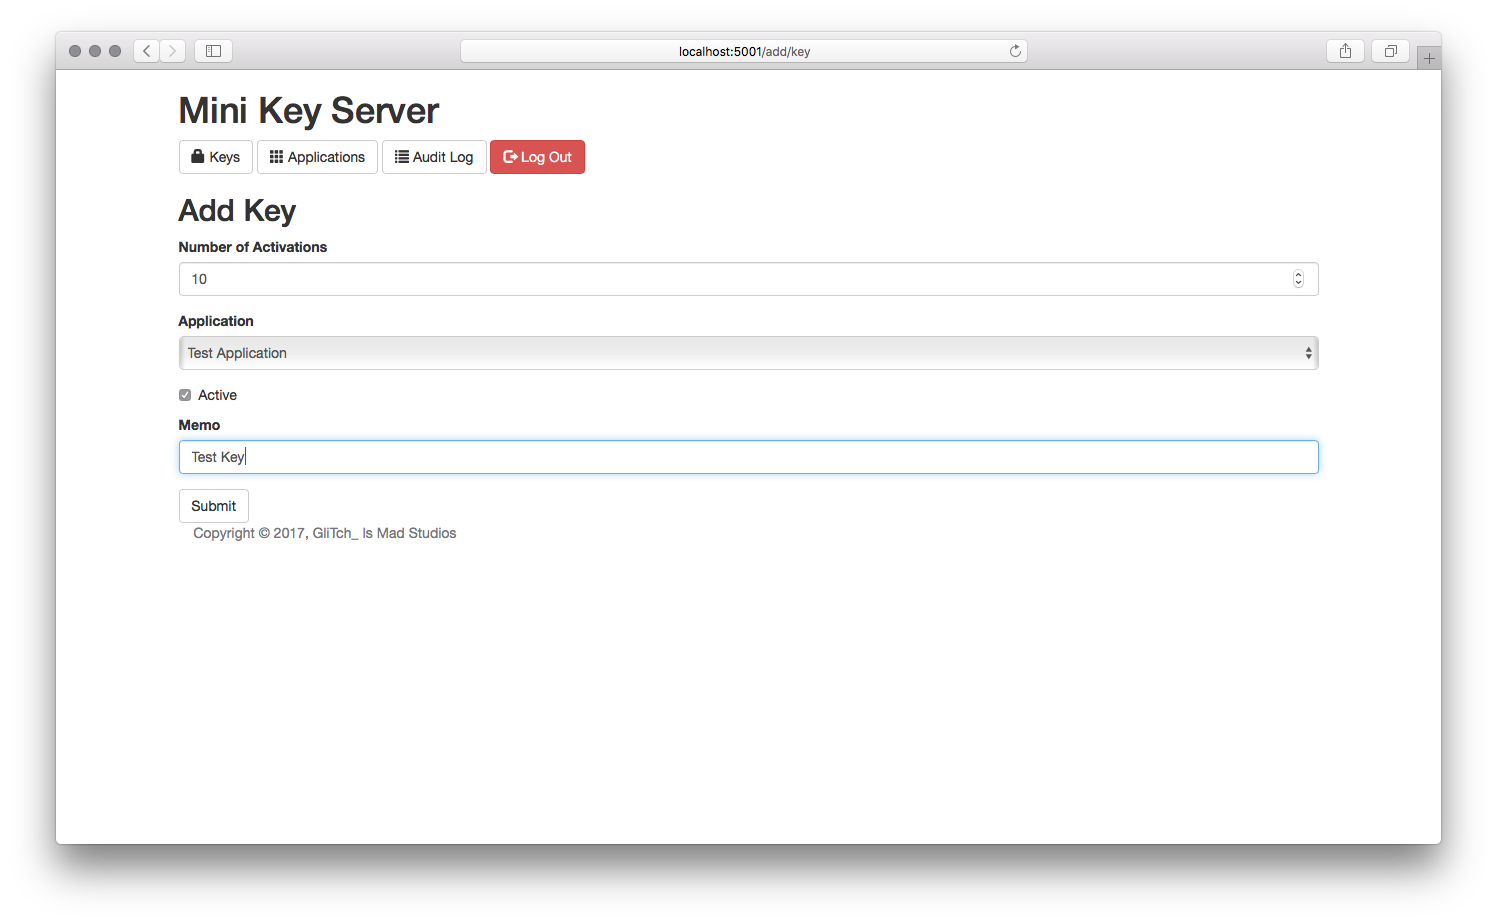 localhost:5001/add/key
Mini Key Server
Keys Applications Audit Log Log Out
Add Key
Number of Activations
10
Application
Test Application
Active
Memo
Test Key
Submit
Copyright © 2017, GliTch_ Is Mad Studios